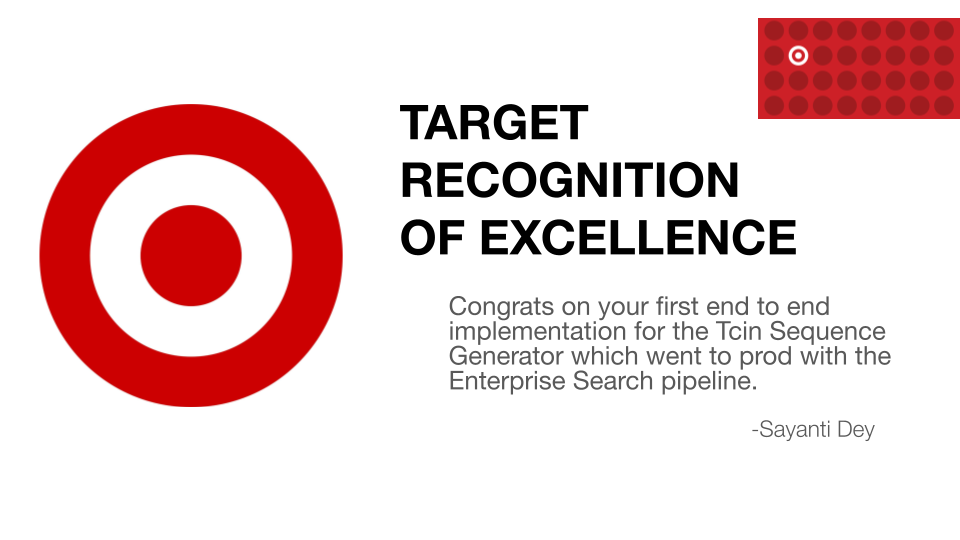 TARGET
RECOGNITION
OF EXCELLENCE
Congrats on your first end to end
implementation for the Tcin Sequence
Generator which went to prod with the
Enterprise Search pipeline.
-Sayanti Dey